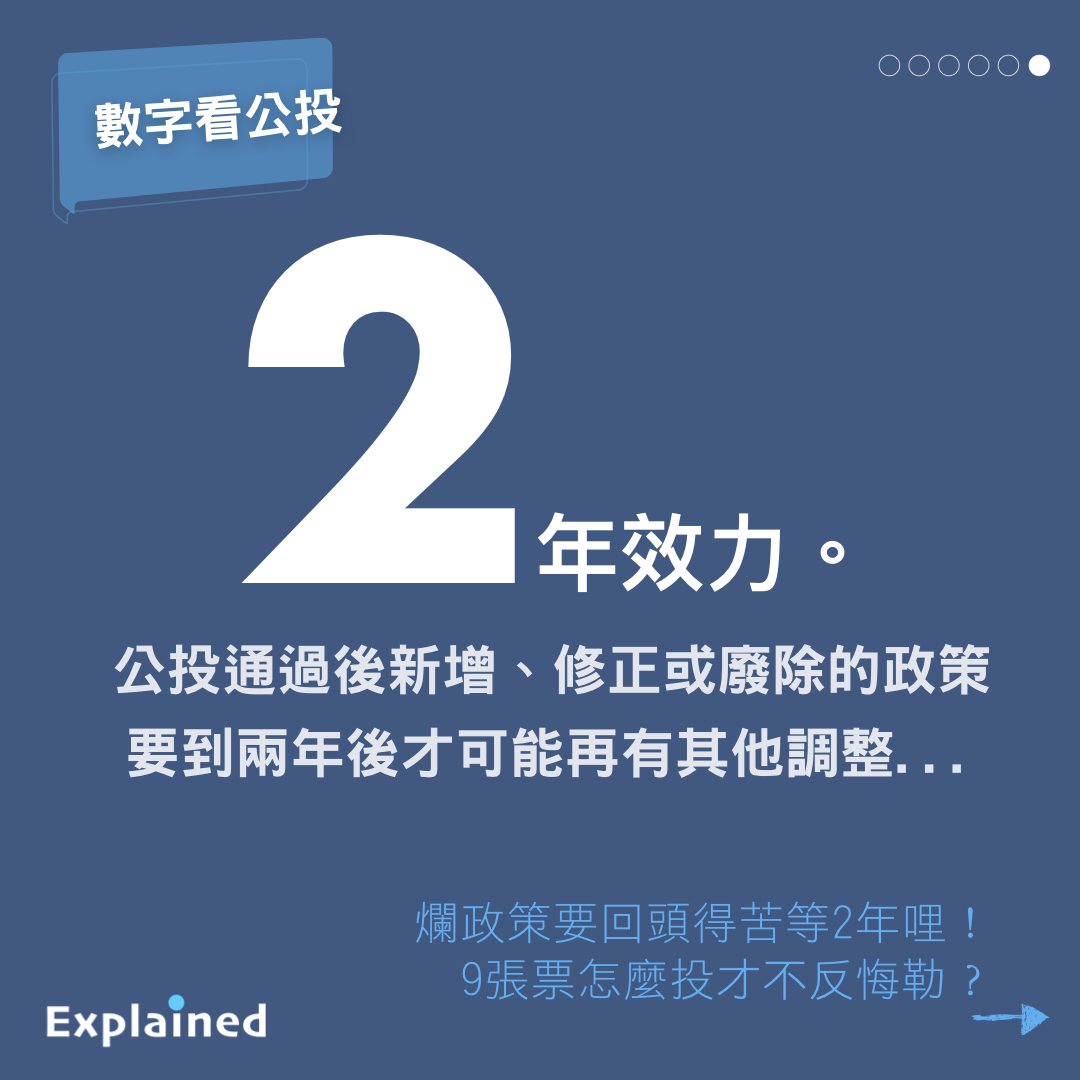 數字看公投
2年效力。
公投通過後新增、修正或廢除的政策
要到兩年後才可能再有其他調整...
爛政策要回頭得苦等2年哩！
9張票怎麼投才不反悔勒？
Explained